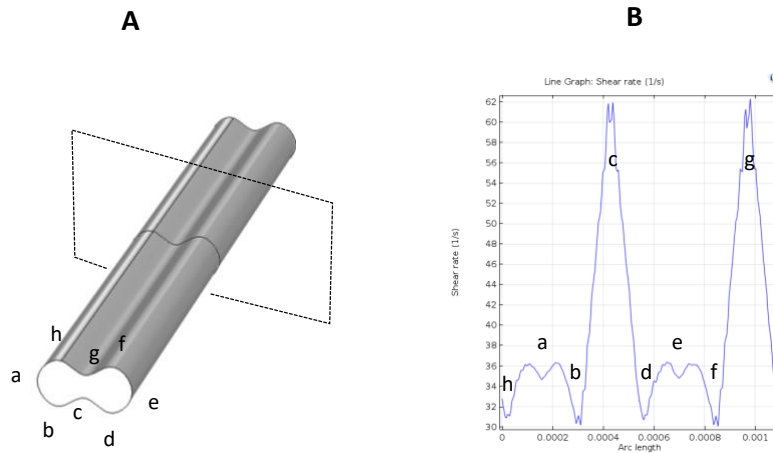 A
B
Line Graph: Shear rate (1/s)
62
60
58
56
54
52
50
48
46
44
42
40
38
36
34
32
30
Shear rate (1/s)
0
0.0002
0.0004
0.0006
0.0008
0.001
Arc length
h
a
b
c
d
e
f
g
h
g
f
a
e
b
c
d